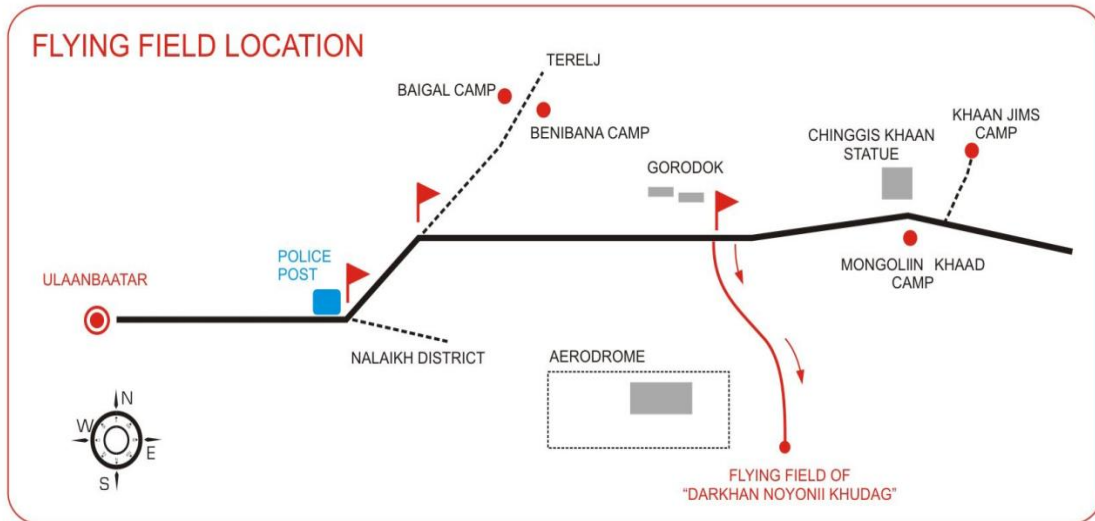 FLYING FIELD LOCATION
TERELJ
BAIGAL CAMP
BENIBANA CAMP
KHAAN JIMS
CAMP
CHINGGIS KHAAN
STATUE
GORODOK
POLICE
POST
ULAANBAATAR
MONGOLIIN KHAAD
CAMP
NALAIKH DISTRICT
AERODROME
N
W
E
S
FLYING FIELD OF
“DARKHAN NOYONII KHUDAG”